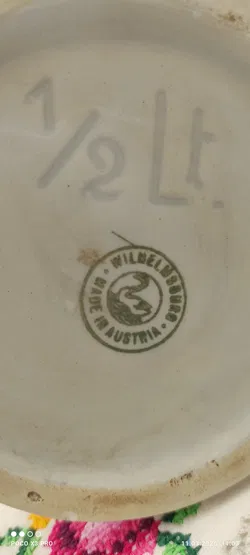 1/2 Lt.
WILHELMSBURG
• MADE IN AUSTRIA •
POCO X3 PRO